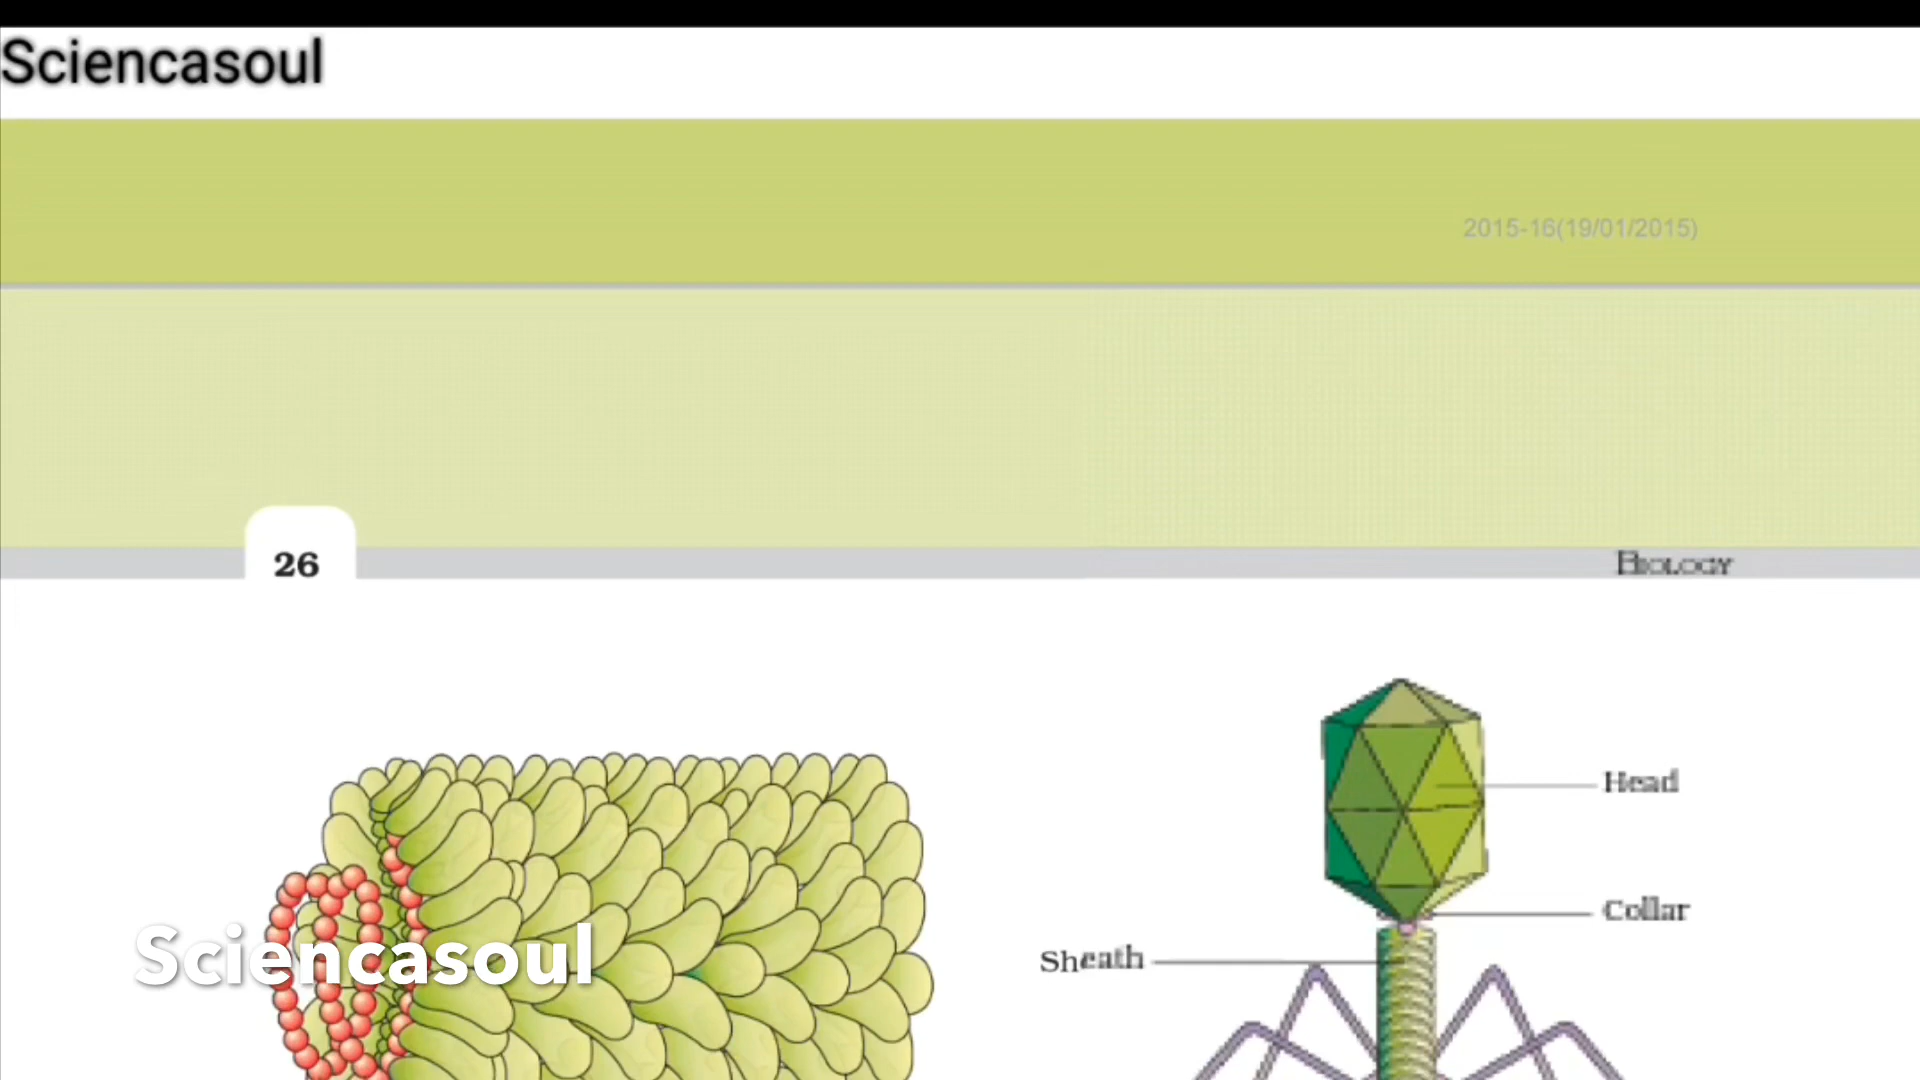 Sciencasoul
2015-16(19/01/2015)
26
BIOLOGY
Head
Collar
Sheath
Sciencasoul